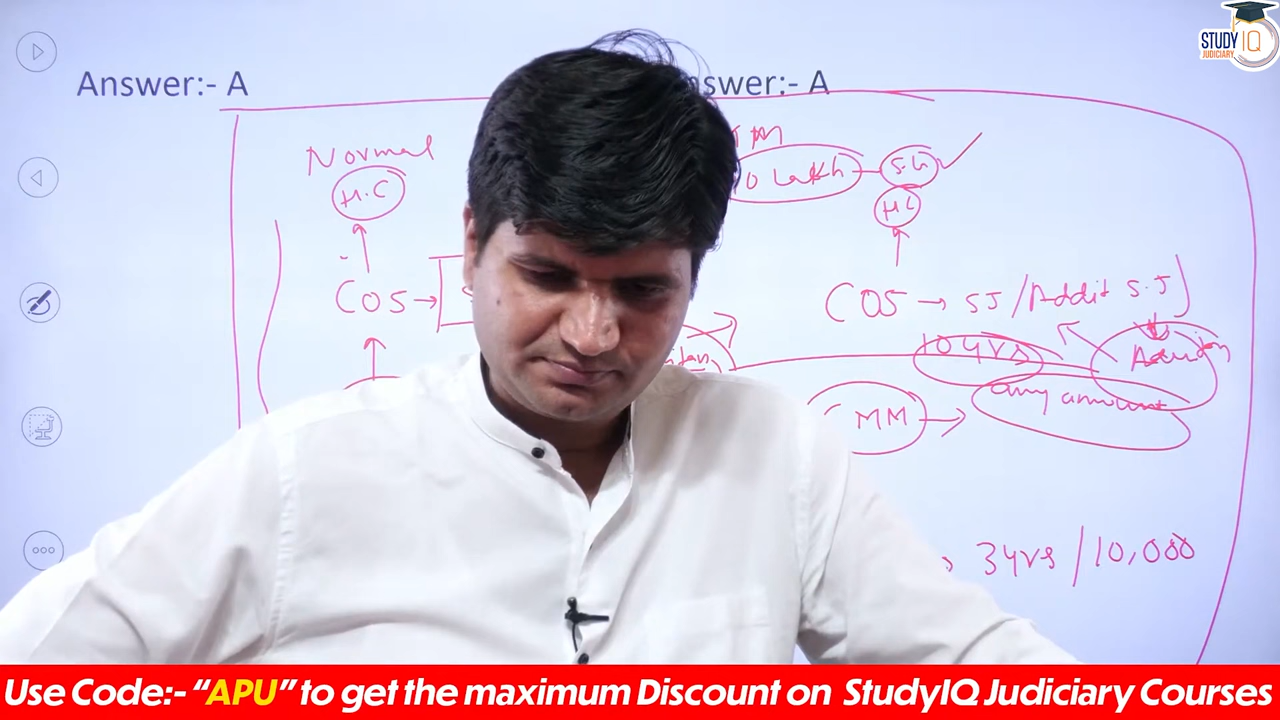 STUDY IQ
JUDICIARY
Answer:- A
nswer:- A
Normal
H.C
COS →
10 Lakh
S.G
HC
COS → SJ / Addit S.J
10 yrs
MM →
any amount
3 yrs / 10,000
Use Code:- “APU” to get the maximum Discount on StudyIQ Judiciary Courses